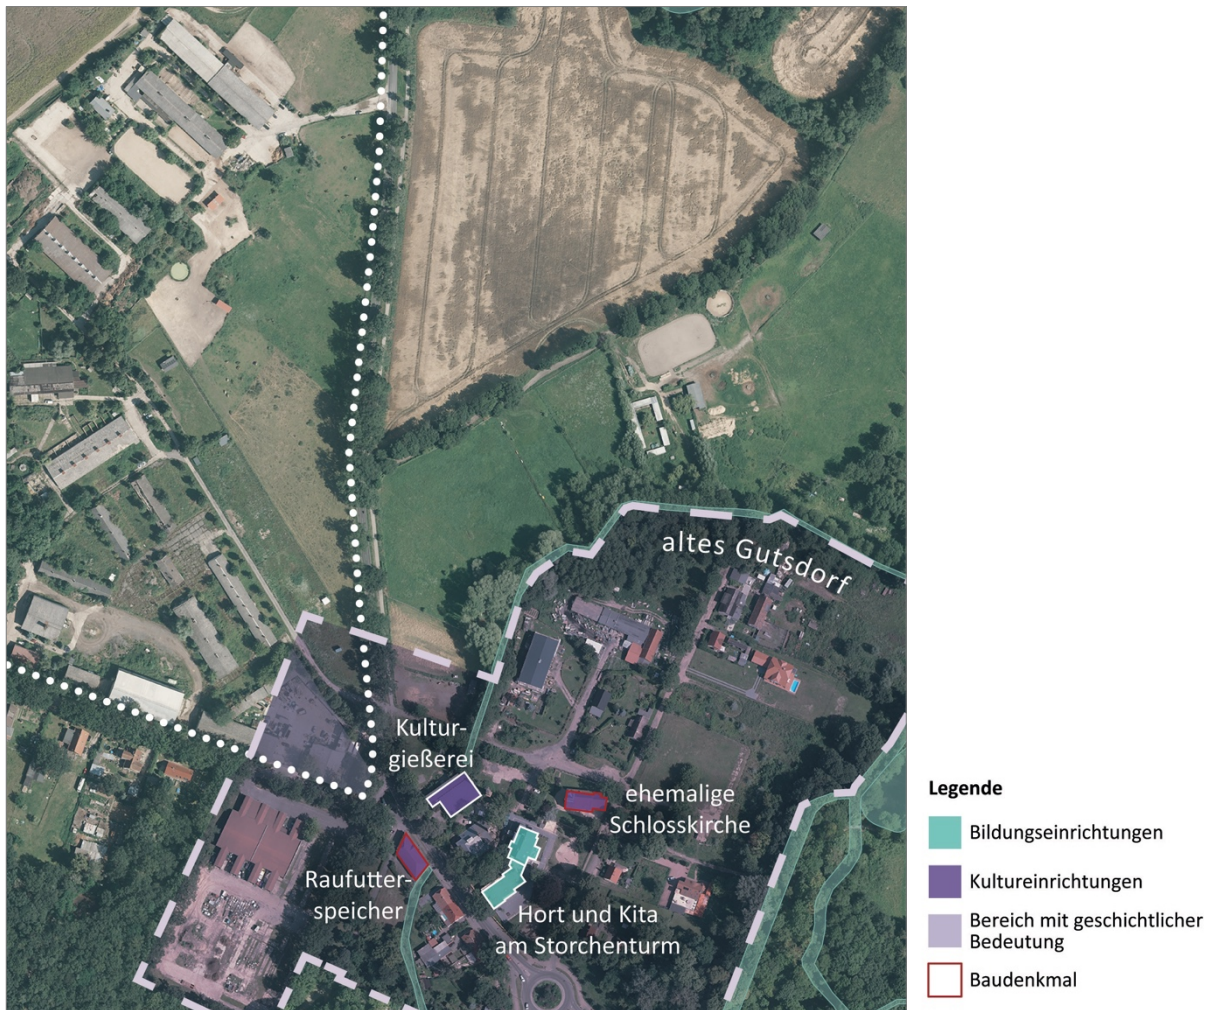 altes Gutsdorf
Kultur-
gießerei
ehemalige
Schlosskirche
Raufutter-
speicher
Hort und Kita
am Storchenturm
Legende
Bildungseinrichtungen
Kultureinrichtungen
Bereich mit geschichtlicher
Bedeutung
Baudenkmal